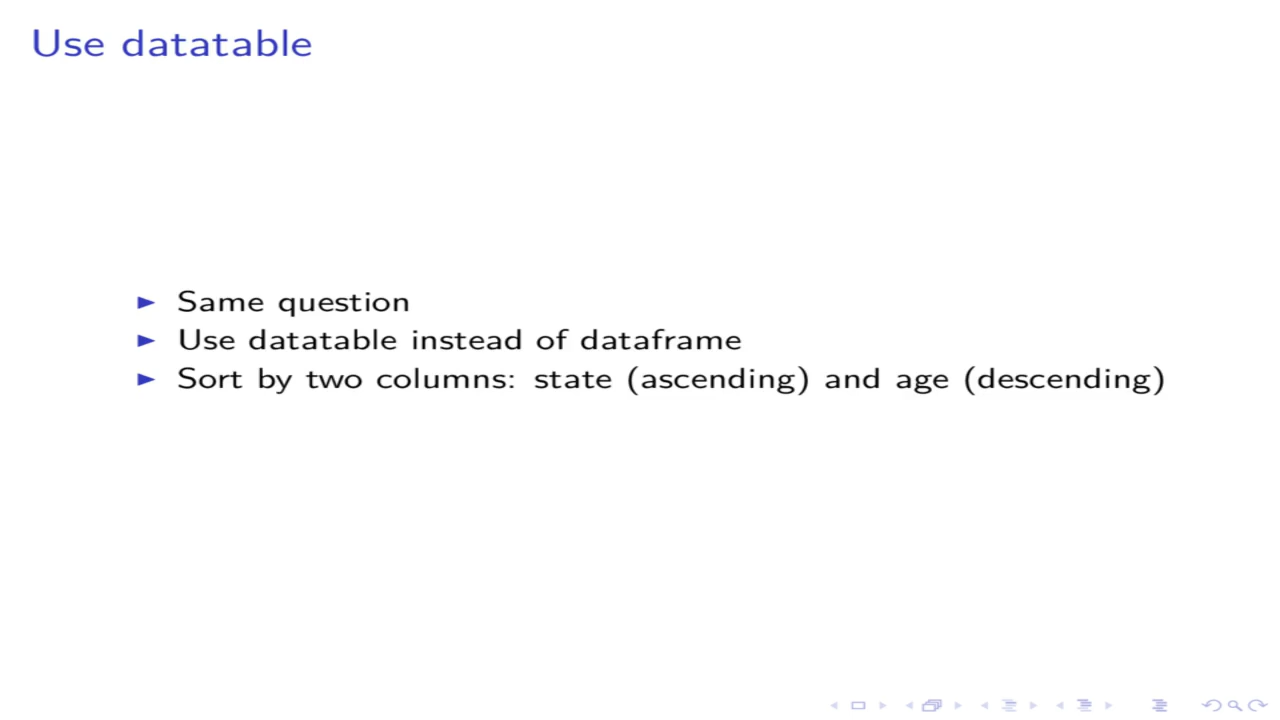 Use datatable
Same question
Use datatable instead of dataframe
Sort by two columns: state (ascending) and age (descending)